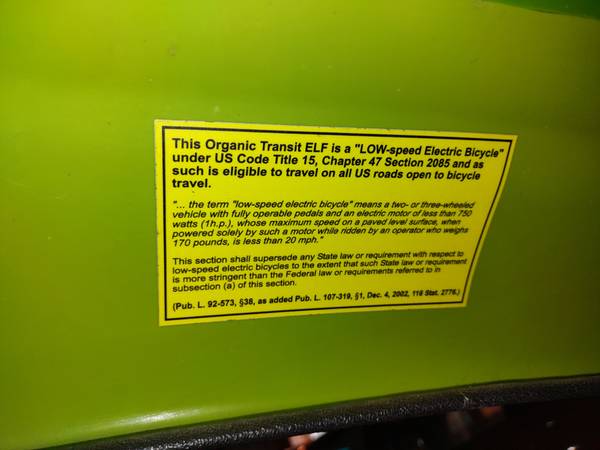 This Organic Transit ELF is a "LOW-speed Electric Bicycle"
under US Code Title 15, Chapter 47 Section 2085 and as
such is eligible to travel on all US roads open to bicycle
travel.
"... the term "low-speed electric bicycle" means a two- or three-wheeled
vehicle with fully operable pedals and an electric motor of less than 750
watts (1h.p.), whose maximum speed on a paved level surface, when
powered solely by such a motor while ridden by an operator who weighs
170 pounds, is less than 20 mph."
This section shall supersede any State law or requirement with respect to
low-speed electric bicycles to the extent that such State law or requirement
is more stringent than the Federal law or requirements referred to in
subsection (a) of this section.
(Pub. L. 92-573, §38, as added Pub. L. 107-319, §1, Dec. 4, 2002, 116 Stat. 2776.)